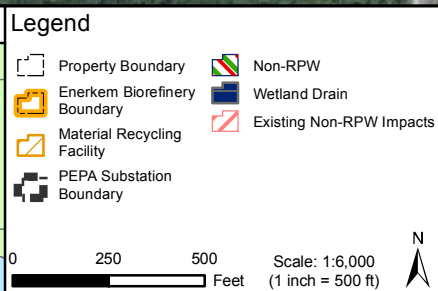 Legend
Property Boundary
Enerkem Biorefinery
Boundary
Material Recycling
Facility
PEPA Substation
Boundary
Non-RPW
Wetland Drain
Existing Non-RPW Impacts
0 250 500
Feet
Scale: 1:6,000
(1 inch = 500 ft)
N